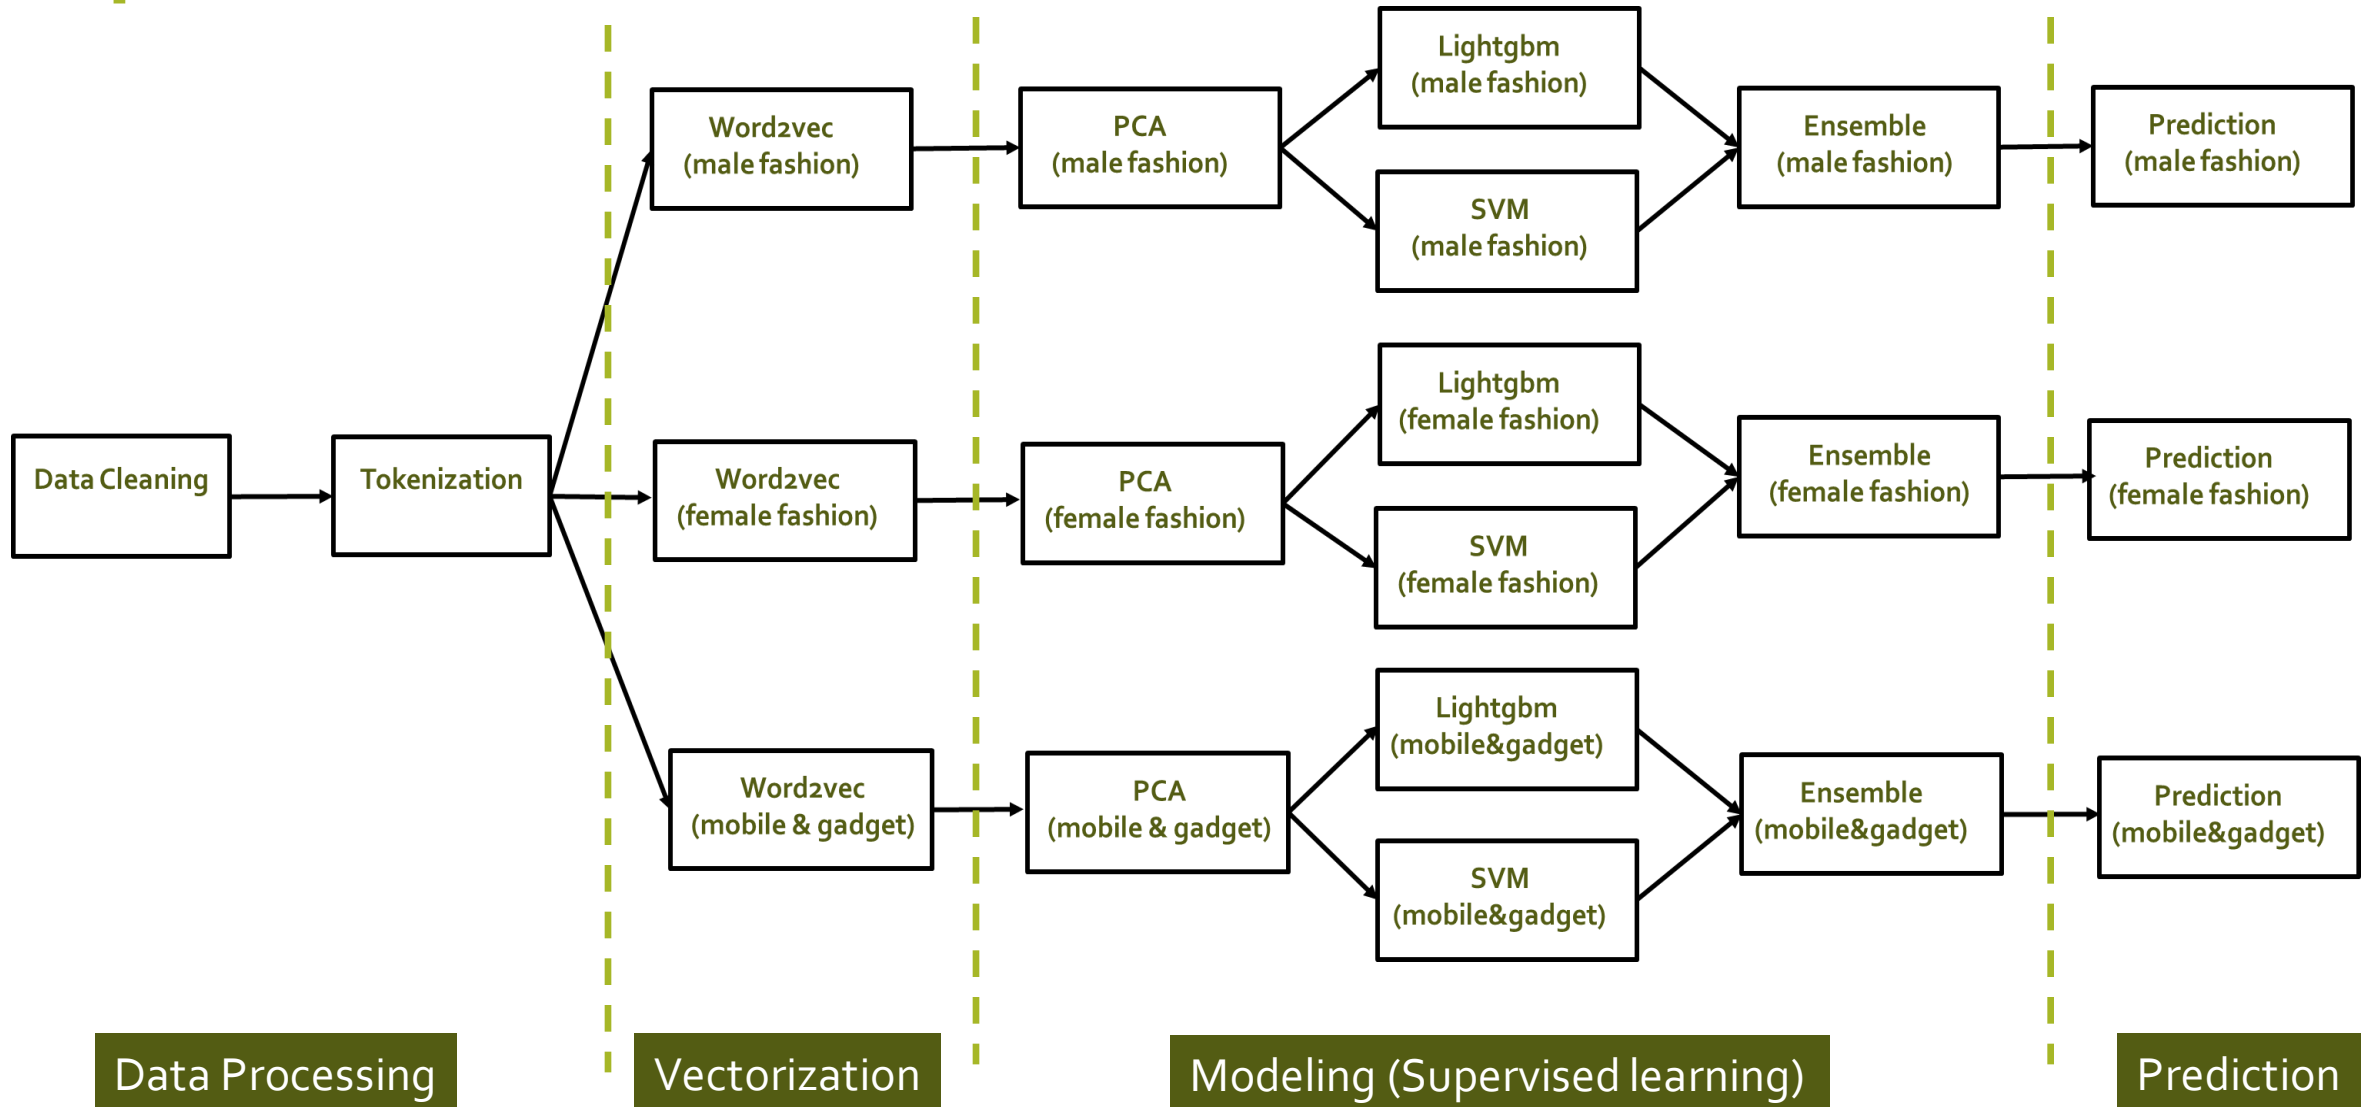 Data Cleaning
Tokenization
Word2vec
(male fashion)
PCA
(male fashion)
Lightgbm
(male fashion)
SVM
(male fashion)
Ensemble
(male fashion)
Prediction
(male fashion)
Word2vec
(female fashion)
PCA
(female fashion)
Lightgbm
(female fashion)
SVM
(female fashion)
Ensemble
(female fashion)
Prediction
(female fashion)
Word2vec
(mobile & gadget)
PCA
(mobile & gadget)
Lightgbm
(mobile&gadget)
SVM
(mobile&gadget)
Ensemble
(mobile&gadget)
Prediction
(mobile&gadget)
Data Processing
Vectorization
Modeling (Supervised learning)
Prediction